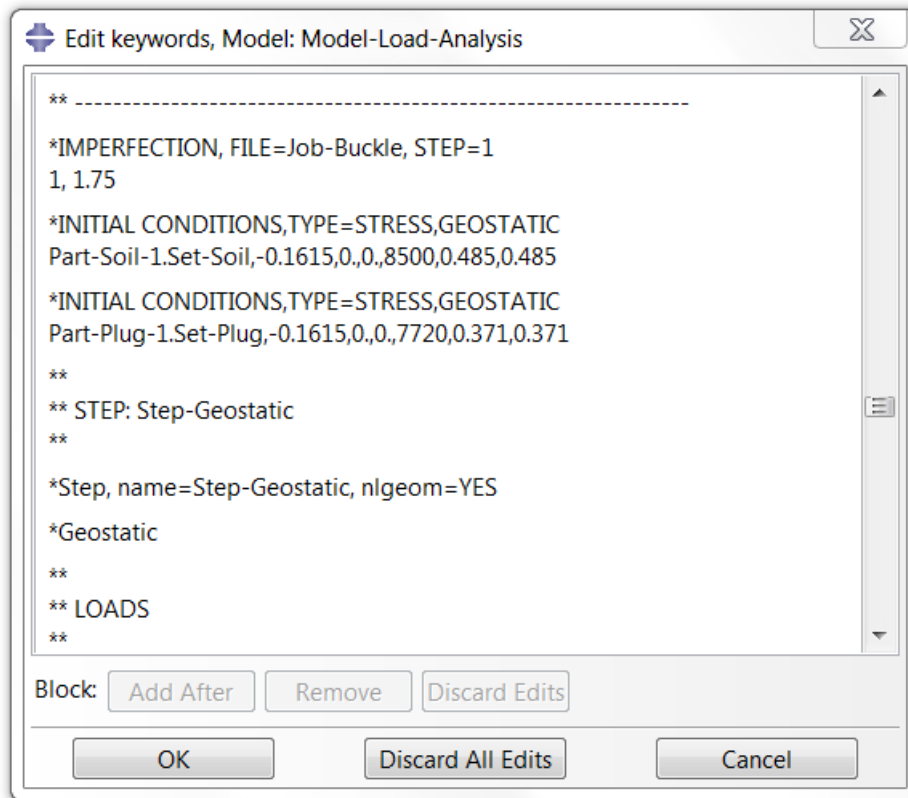 Edit keywords, Model: Model-Load-Analysis
** ----------------------------------------------------------------
*IMPERFECTION, FILE=Job-Buckle, STEP=1
1, 1.75
*INITIAL CONDITIONS,TYPE=STRESS,GEOSTATIC
Part-Soil-1.Set-Soil,-0.1615,0.,0.,8500,0.485,0.485
*INITIAL CONDITIONS,TYPE=STRESS,GEOSTATIC
Part-Plug-1.Set-Plug,-0.1615,0.,0.,7720,0.371,0.371
**
** STEP: Step-Geostatic
**
*Step, name=Step-Geostatic, nlgeom=YES
*Geostatic
**
** LOADS
**
Block: Add After Remove Discard Edits
OK Discard All Edits Cancel